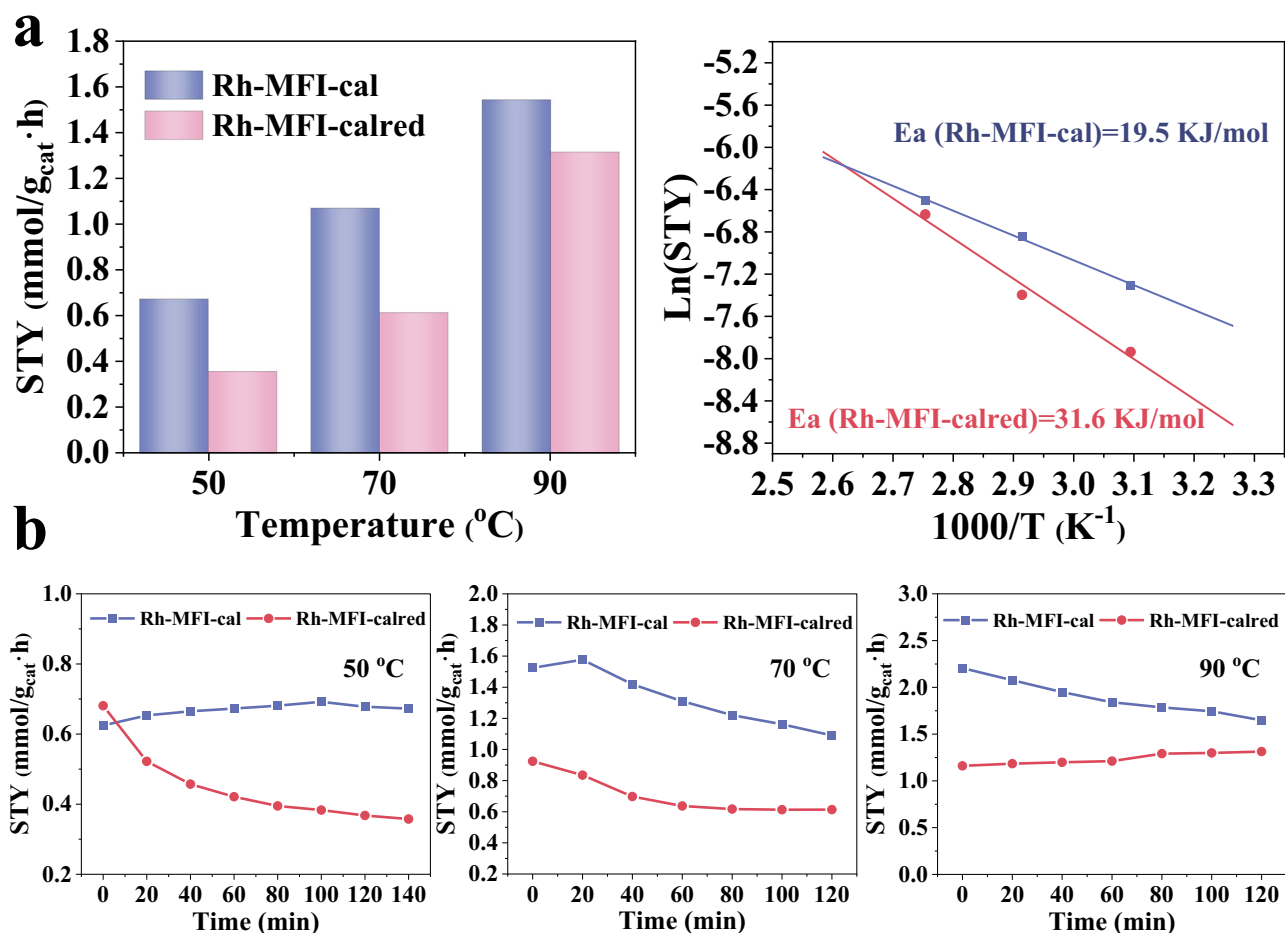 a
STY (mmol/gcat·h)
1.8
1.6
1.4
1.2
1.0
0.8
0.6
0.4
0.2
0.0
Rh-MFI-cal
Rh-MFI-calred
50 70 90
Temperature (oC)
Ln(STY)
-5.2
-5.6
-6.0
-6.4
-6.8
-7.2
-7.6
-8.0
-8.4
-8.8
Ea (Rh-MFI-cal)=19.5 KJ/mol
Ea (Rh-MFI-calred)=31.6 KJ/mol
2.5 2.6 2.7 2.8 2.9 3.0 3.1 3.2 3.3
1000/T (K-1)
b
STY (mmol/gcat·h)
1.0
0.8
0.6
0.4
0.2
Rh-MFI-cal Rh-MFI-calred
50 oC
0 20 40 60 80 100 120 140
Time (min)
STY (mmol/gcat·h)
2.0
1.8
1.6
1.4
1.2
1.0
0.8
0.6
0.4
0.2
0.0
Rh-MFI-cal Rh-MFI-calred
70 oC
0 20 40 60 80 100 120
Time (min)
STY (mmol/gcat·h)
3.0
2.5
2.0
1.5
1.0
0.5
0.0
Rh-MFI-cal Rh-MFI-calred
90 oC
0 20 40 60 80 100 120
Time (min)